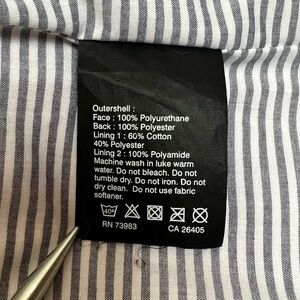 Outershell :
Face : 100% Polyurethane
Back : 100% Polyester
Lining 1 : 60% Cotton
40% Polyester
Lining 2 : 100% Polyamide
Machine wash in luke warm
water. Do not bleach. Do not
tumble dry. Do not iron. Do not
dry clean. Do not use fabric
softener.
40°
RN 73983 CA 26405